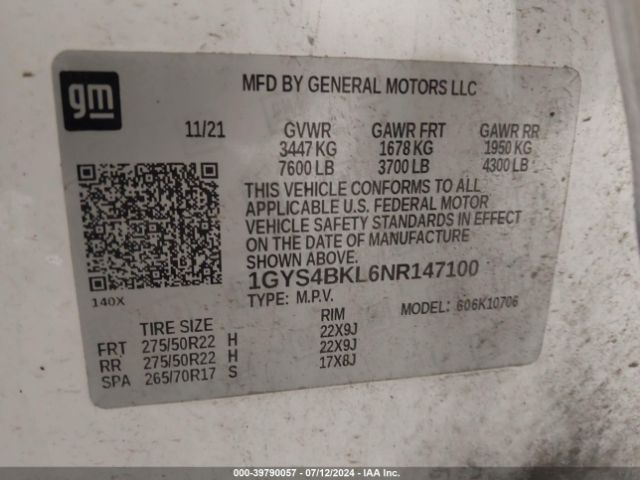 gm
MFD BY GENERAL MOTORS LLC
11/21 GVWR GAWR FRT GAWR RR
3447 KG 1678 KG 1950 KG
7600 LB 3700 LB 4300 LB
THIS VEHICLE CONFORMS TO ALL
APPLICABLE U.S. FEDERAL MOTOR
VEHICLE SAFETY STANDARDS IN EFFECT
ON THE DATE OF MANUFACTURE
SHOWN ABOVE.
1GYS4BKL6NR147100
140X
TYPE: M.P.V. MODEL: 606K10706
TIRE SIZE RIM
FRT 275/50R22 H 22X9J
RR 275/50R22 H 22X9J
SPA 265/70R17 S 17X8J
000-39790057 - 07/12/2024 - IAA Inc.